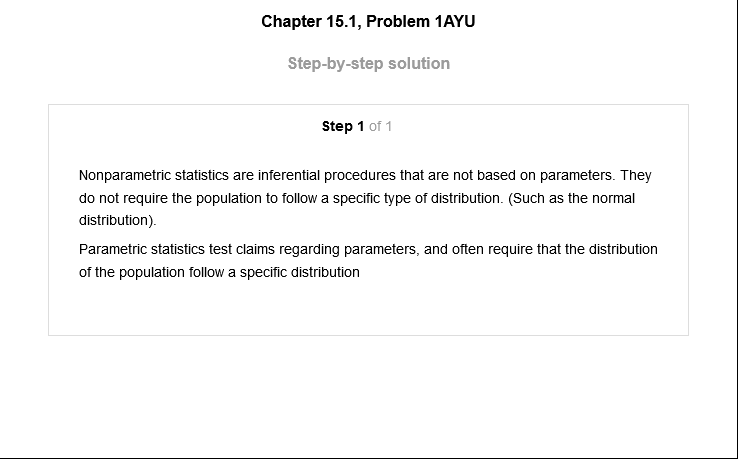 Chapter 15.1, Problem 1AYU
Step-by-step solution
Step 1 of 1
Nonparametric statistics are inferential procedures that are not based on parameters. They
do not require the population to follow a specific type of distribution. (Such as the normal
distribution).
Parametric statistics test claims regarding parameters, and often require that the distribution
of the population follow a specific distribution